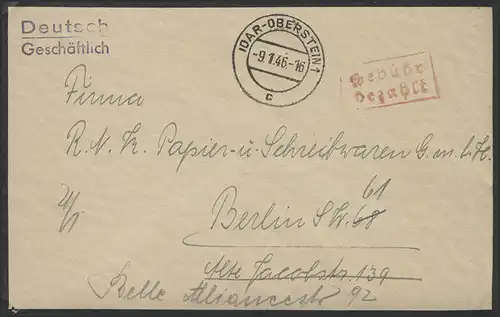 Deutsch
Geschäftlich
IDAR-OBERSTEIN 1
-9.1.46-16
c
Gebühr
bezahlt
Firma
R.N.K. Papier- u. Schreibwaren G.m.b.H.
61
Berlin SW. 68
Alte Jacobstr. 139
Belle Alliancestr 92